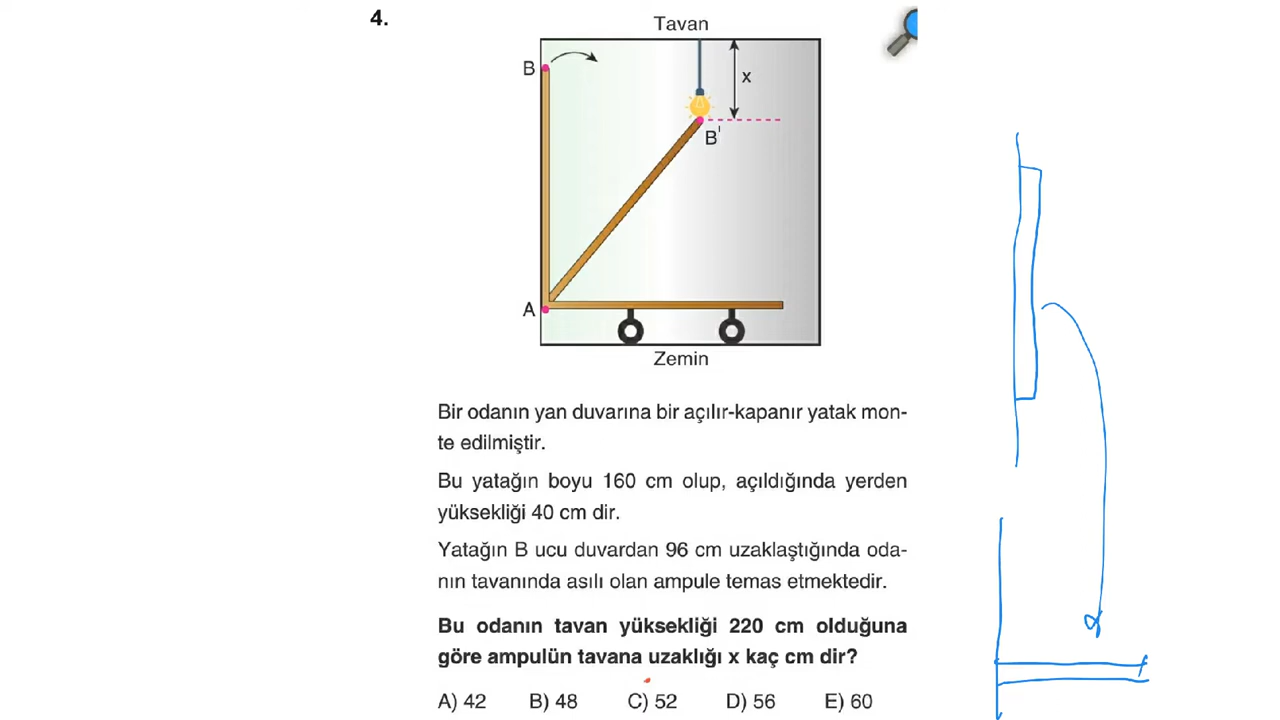 4.
Tavan
B
x
B'
A
Zemin
Bir odanın yan duvarına bir açılır-kapanır yatak mon-
te edilmiştir.
Bu yatağın boyu 160 cm olup, açıldığında yerden
yüksekliği 40 cm dir.
Yatağın B ucu duvardan 96 cm uzaklaştığında oda-
nın tavanında asılı olan ampule temas etmektedir.
Bu odanın tavan yüksekliği 220 cm olduğuna
göre ampulün tavana uzaklığı x kaç cm dir?
A) 42 B) 48 C) 52 D) 56 E) 60